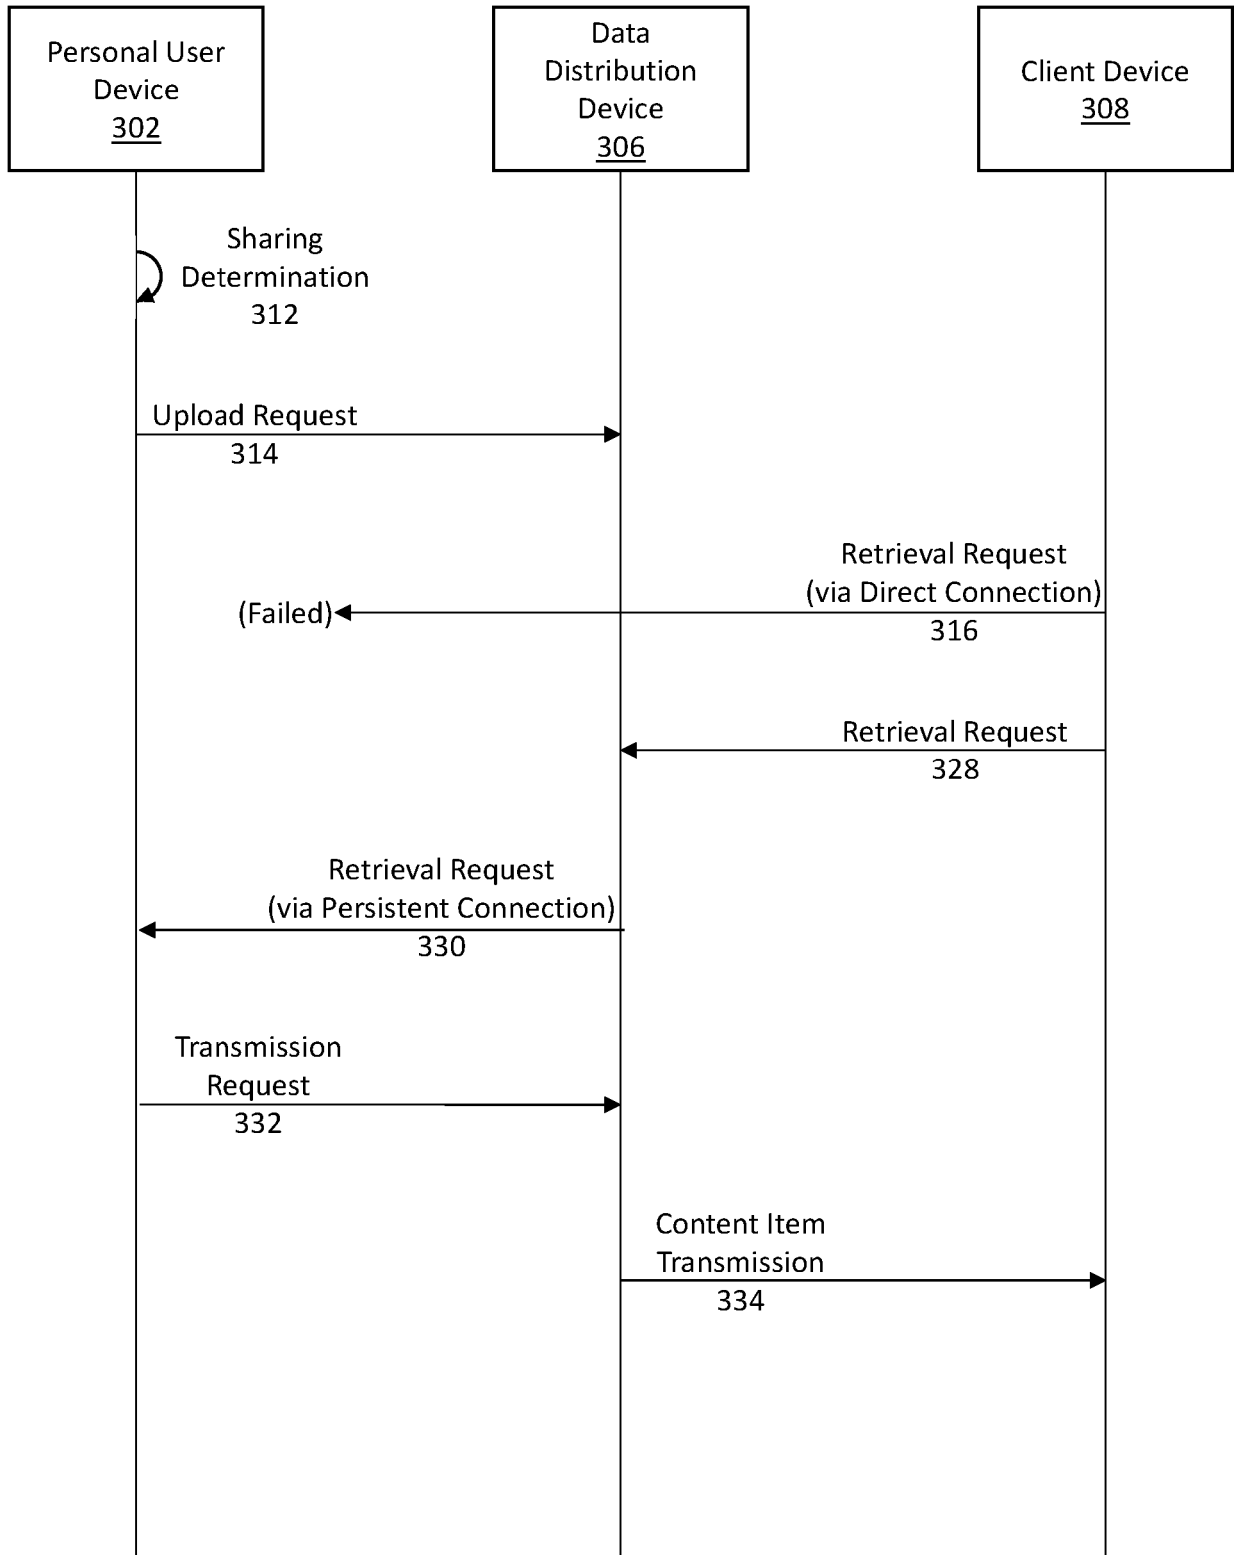 Personal User
Device
302
Data
Distribution
Device
306
Client Device
308
Sharing
Determination
312
Upload Request
314
Retrieval Request
(via Direct Connection)
(Failed)
316
Retrieval Request
328
Retrieval Request
(via Persistent Connection)
330
Transmission
Request
332
Content Item
Transmission
334